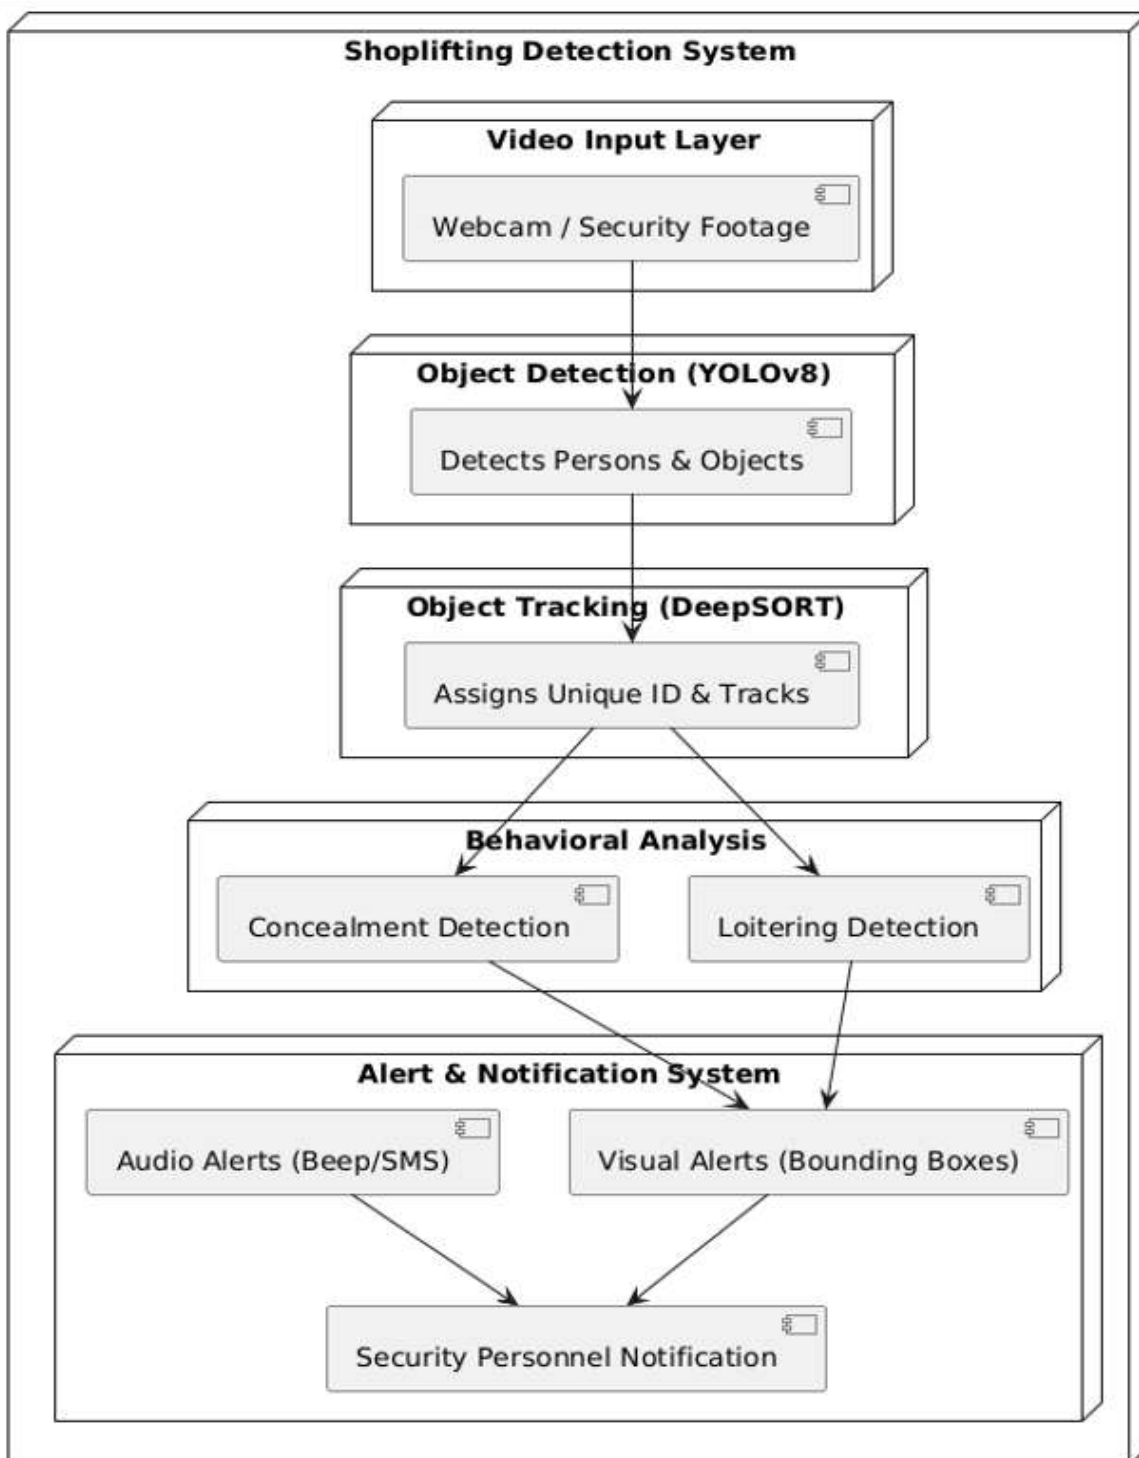 Shoplifting Detection System
Video Input Layer
Webcam / Security Footage
Object Detection (YOLOv8)
Detects Persons & Objects
Object Tracking (DeepSORT)
Assigns Unique ID & Tracks
Behavioral Analysis
Concealment Detection
Loitering Detection
Alert & Notification System
Audio Alerts (Beep/SMS)
Visual Alerts (Bounding Boxes)
Security Personnel Notification